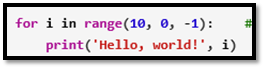 for i in range(10, 0, -1):    #
    print('Hello, world!', i)